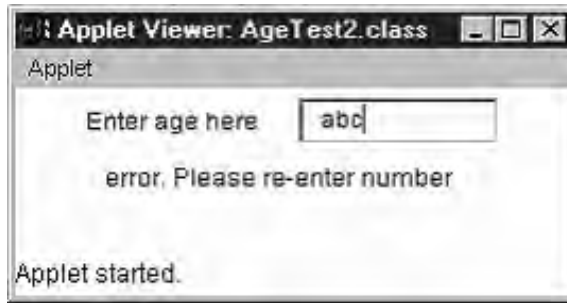 Applet Viewer: AgeTest2.class
Applet
Enter age here abc
error. Please re-enter number
Applet started.